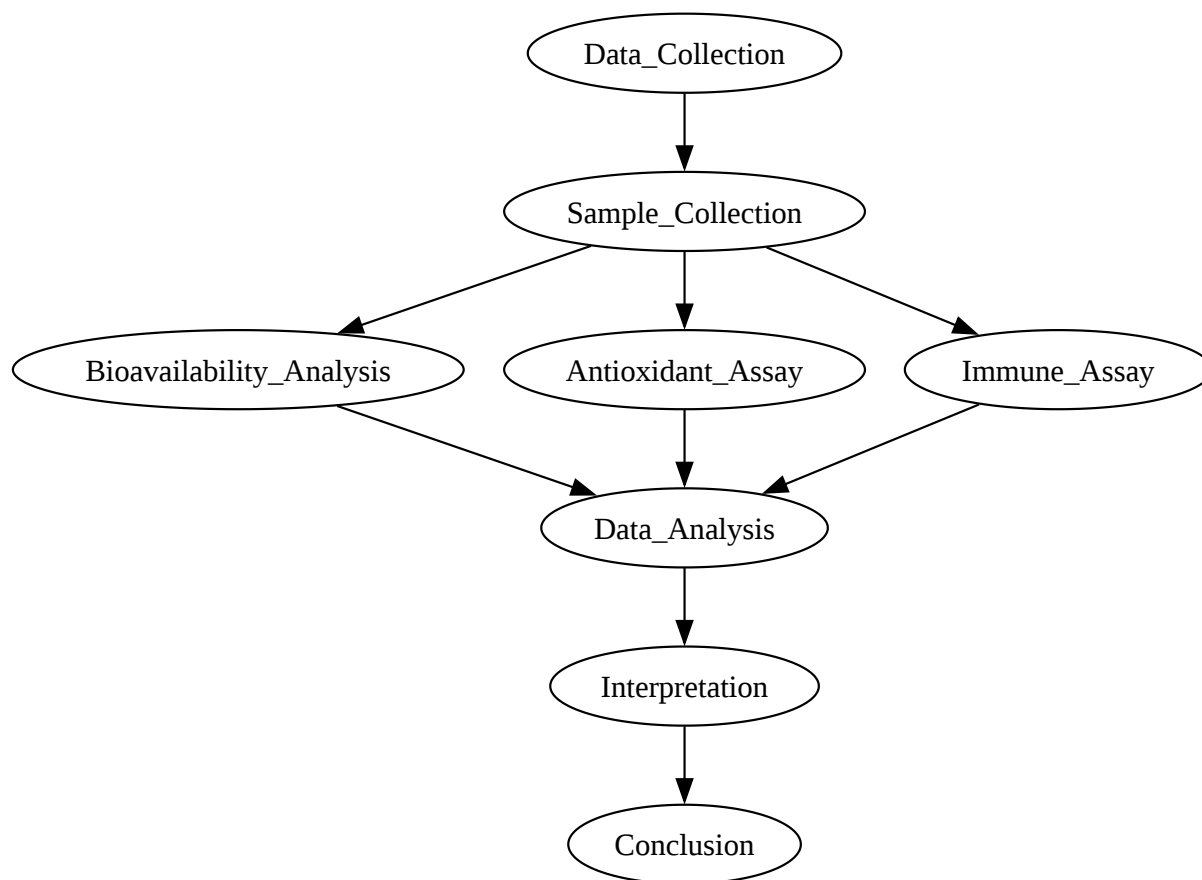 Data_Collection
Sample_Collection
Bioavailability_Analysis
Antioxidant_Assay
Immune_Assay
Data_Analysis
Interpretation
Conclusion